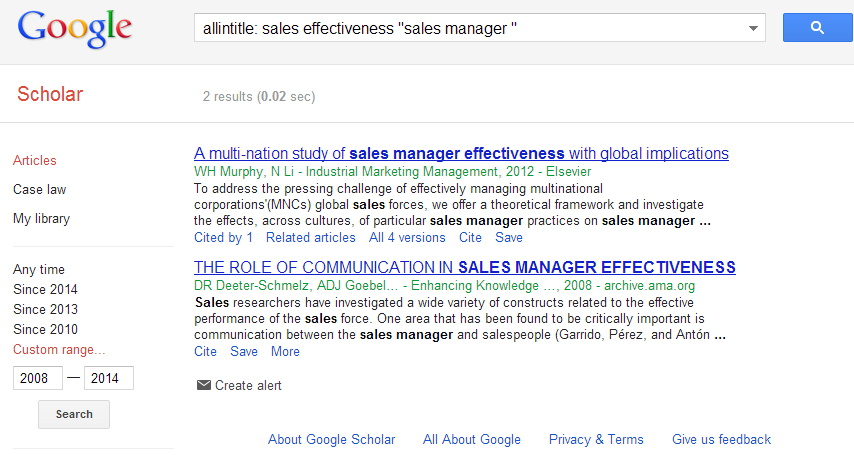 Google
allintitle: sales effectiveness "sales manager "
Scholar
2 results (0.02 sec)
Articles
Case law
My library
Any time
Since 2014
Since 2013
Since 2010
Custom range...
2008 — 2014
Search
A multi-nation study of sales manager effectiveness with global implications
WH Murphy, N Li - Industrial Marketing Management, 2012 - Elsevier
To address the pressing challenge of effectively managing multinational
corporations'(MNCs) global sales forces, we offer a theoretical framework and investigate
the effects, across cultures, of particular sales manager practices on sales manager ...
Cited by 1 Related articles All 4 versions Cite Save
THE ROLE OF COMMUNICATION IN SALES MANAGER EFFECTIVENESS
DR Deeter-Schmelz, ADJ Goebel... - Enhancing Knowledge ..., 2008 - archive.ama.org
Sales researchers have investigated a wide variety of constructs related to the effective
performance of the sales force. One area that has been found to be critically important is
communication between the sales manager and salespeople (Garrido, Pérez, and Antón ...
Cite Save More
Create alert
About Google Scholar All About Google Privacy & Terms Give us feedback